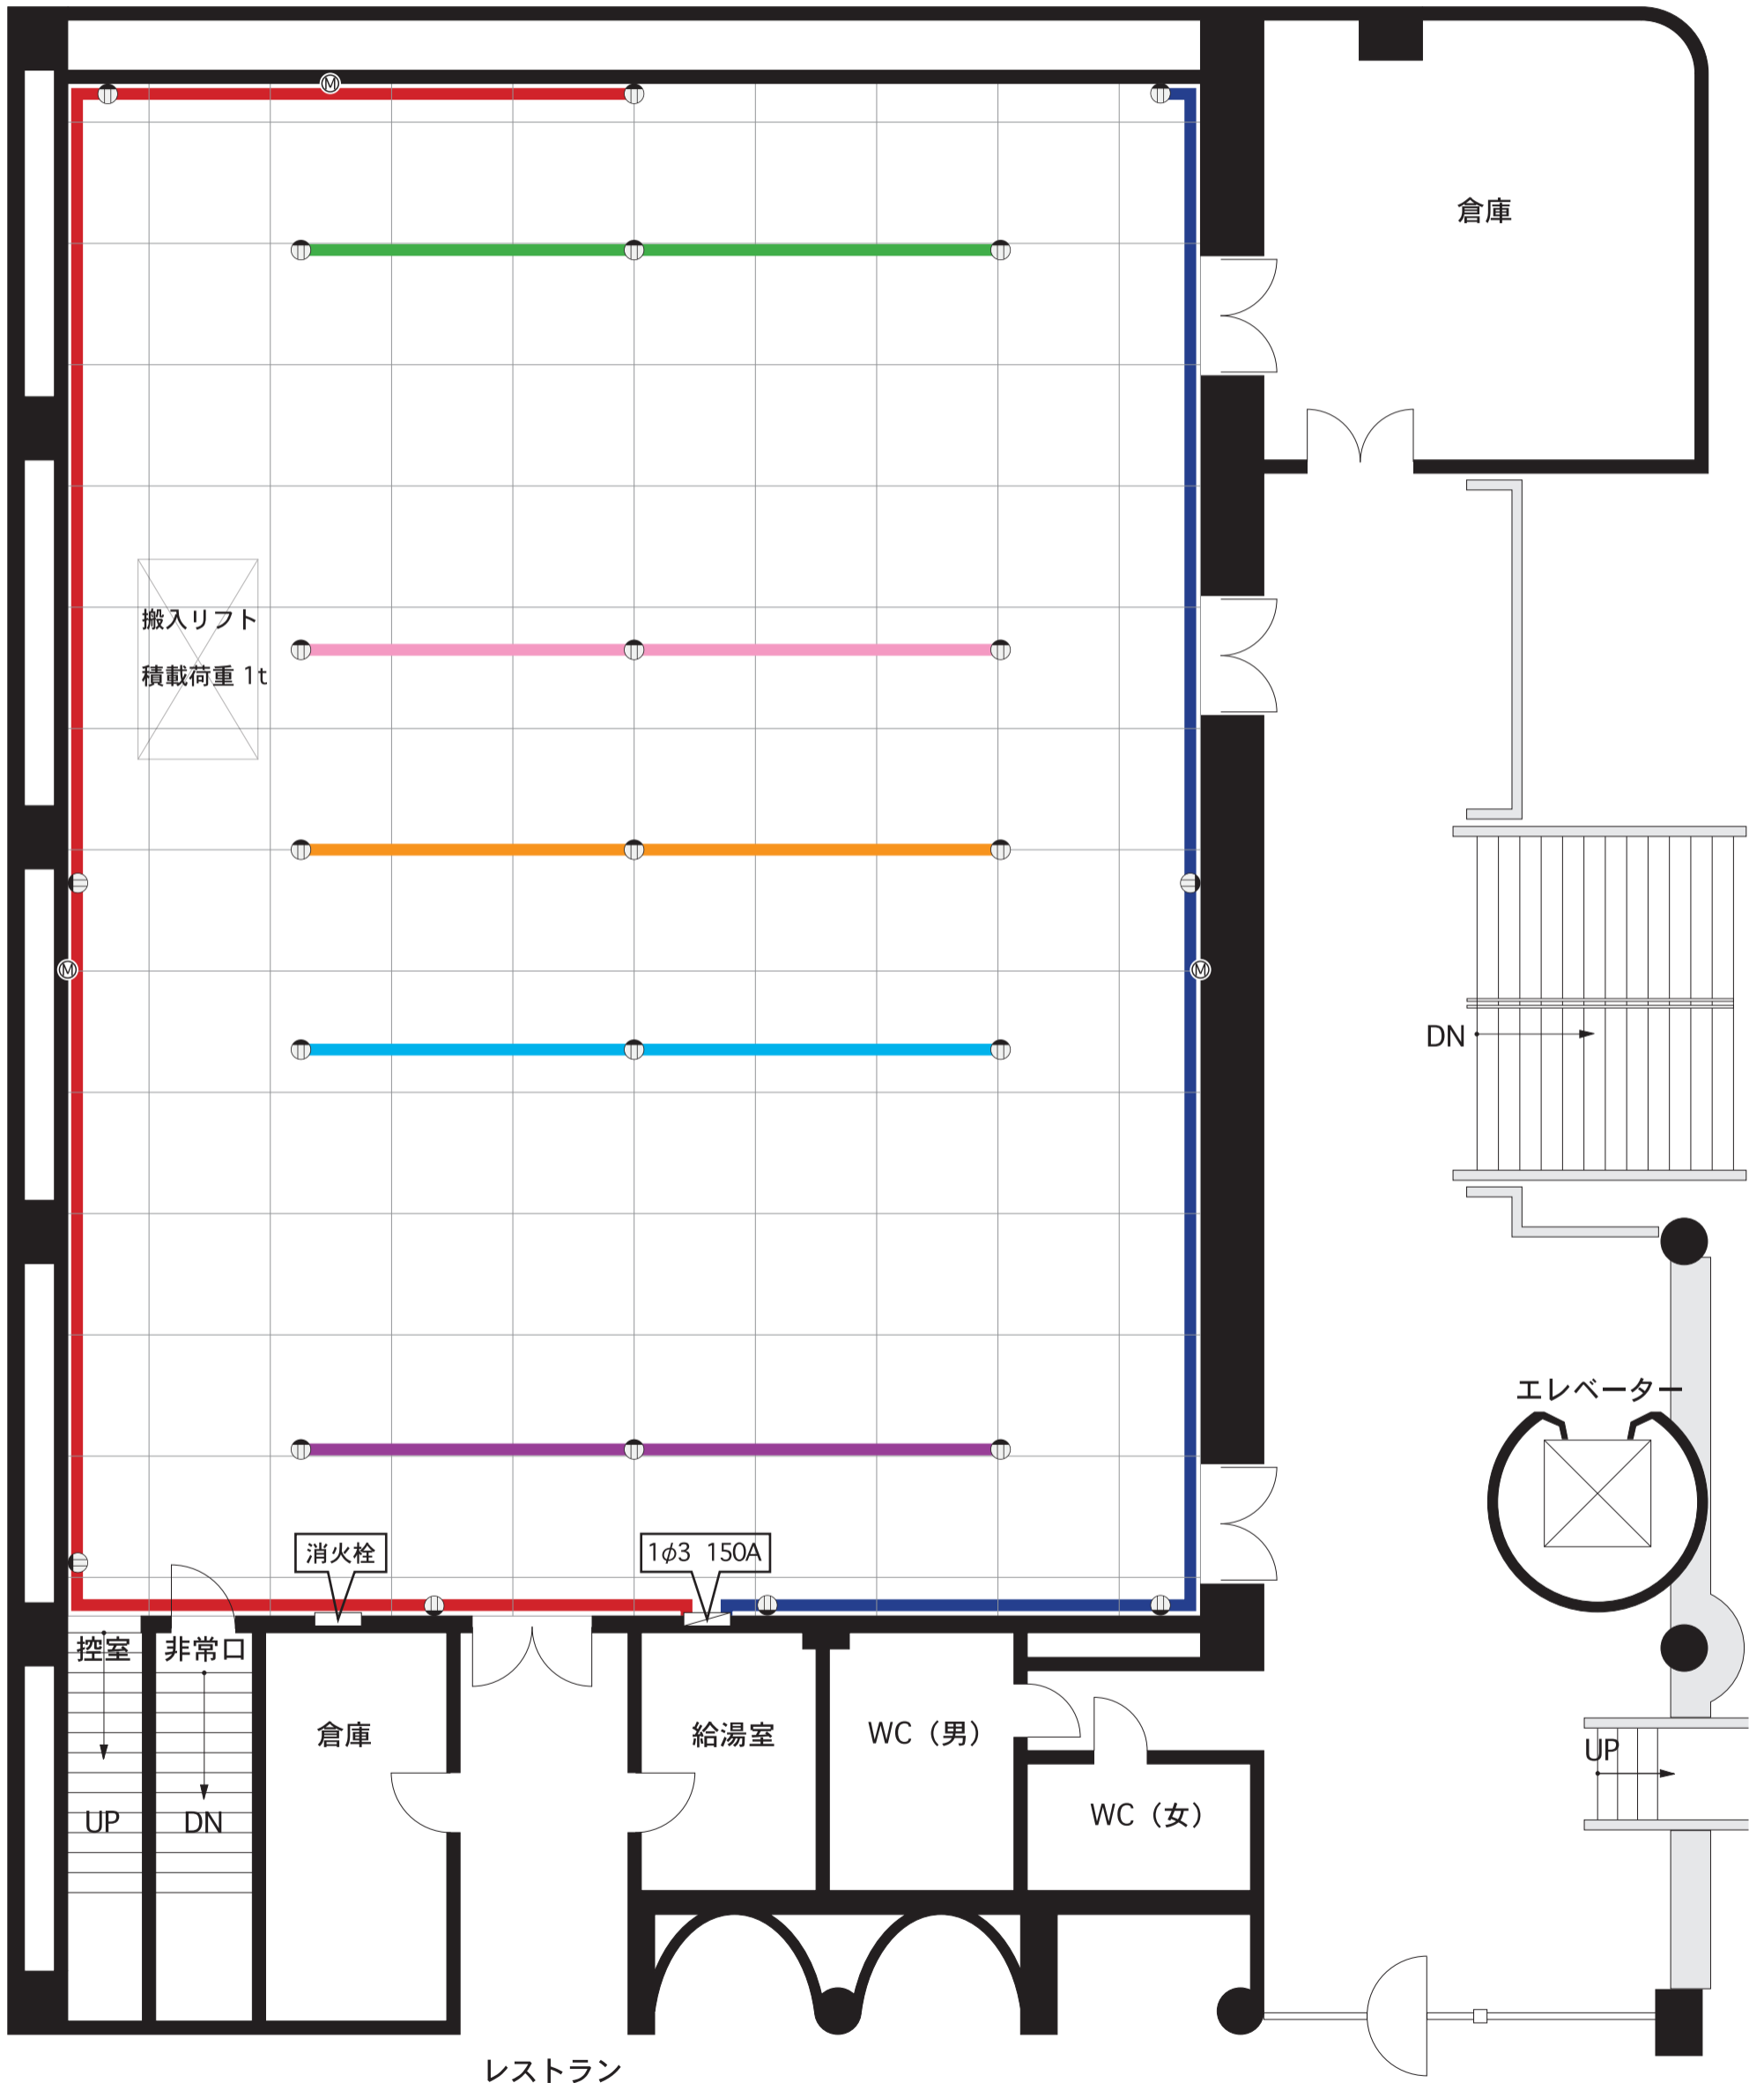 M
倉庫
搬入リフト
積載荷重 1t
M
M
DN
エレベーター
消火栓
1φ3 150A
控室
非常口
倉庫
給湯室
WC（男）
UP
UP
DN
WC（女）
レストラン